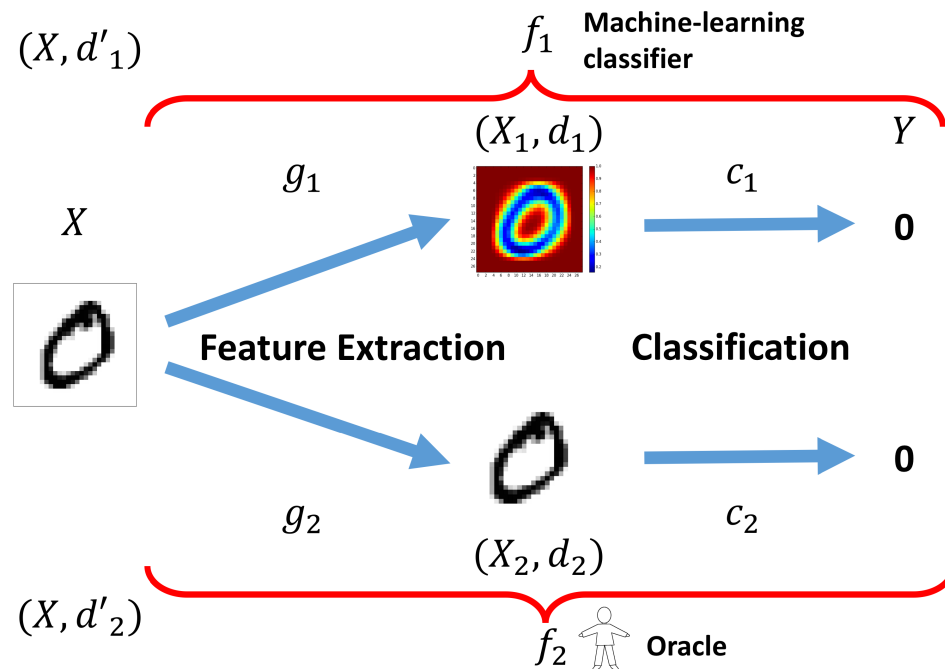 (X, d'₁)
f₁ Machine-learning
classifier
(X₁, d₁)
Y
g₁
c₁
X
0
Feature Extraction
Classification
0
g₂
c₂
(X₂, d₂)
(X, d'₂)
f₂ Oracle